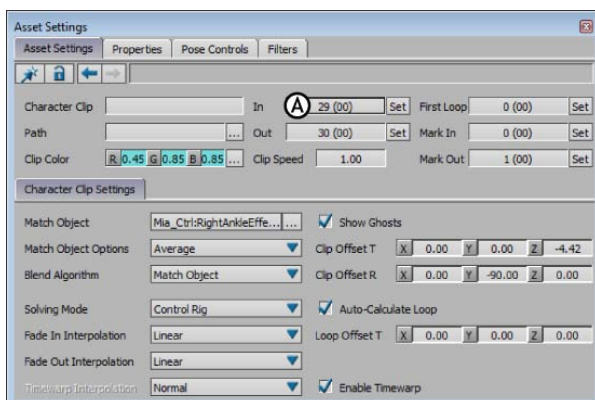 Asset Settings
Asset Settings Properties Pose Controls Filters
Character Clip In A 29 (00) Set First Loop 0 (00) Set
Path ... Out 30 (00) Set Mark In 0 (00) Set
Clip Color R 0.45 G 0.85 B 0.85 ... Clip Speed 1.00 Mark Out 1 (00) Set
Character Clip Settings
Match Object Mia_Ctrl:RightAnkleEffe... ... Show Ghosts
Match Object Options Average Clip Offset T X 0.00 Y 0.00 Z -4.42
Blend Algorithm Match Object Clip Offset R X 0.00 Y -90.00 Z 0.00
Solving Mode Control Rig Auto-Calculate Loop
Fade In Interpolation Linear Loop Offset T X 0.00 Y 0.00 Z 0.00
Fade Out Interpolation Linear
Timewarp Interpolation Normal Enable Timewarp